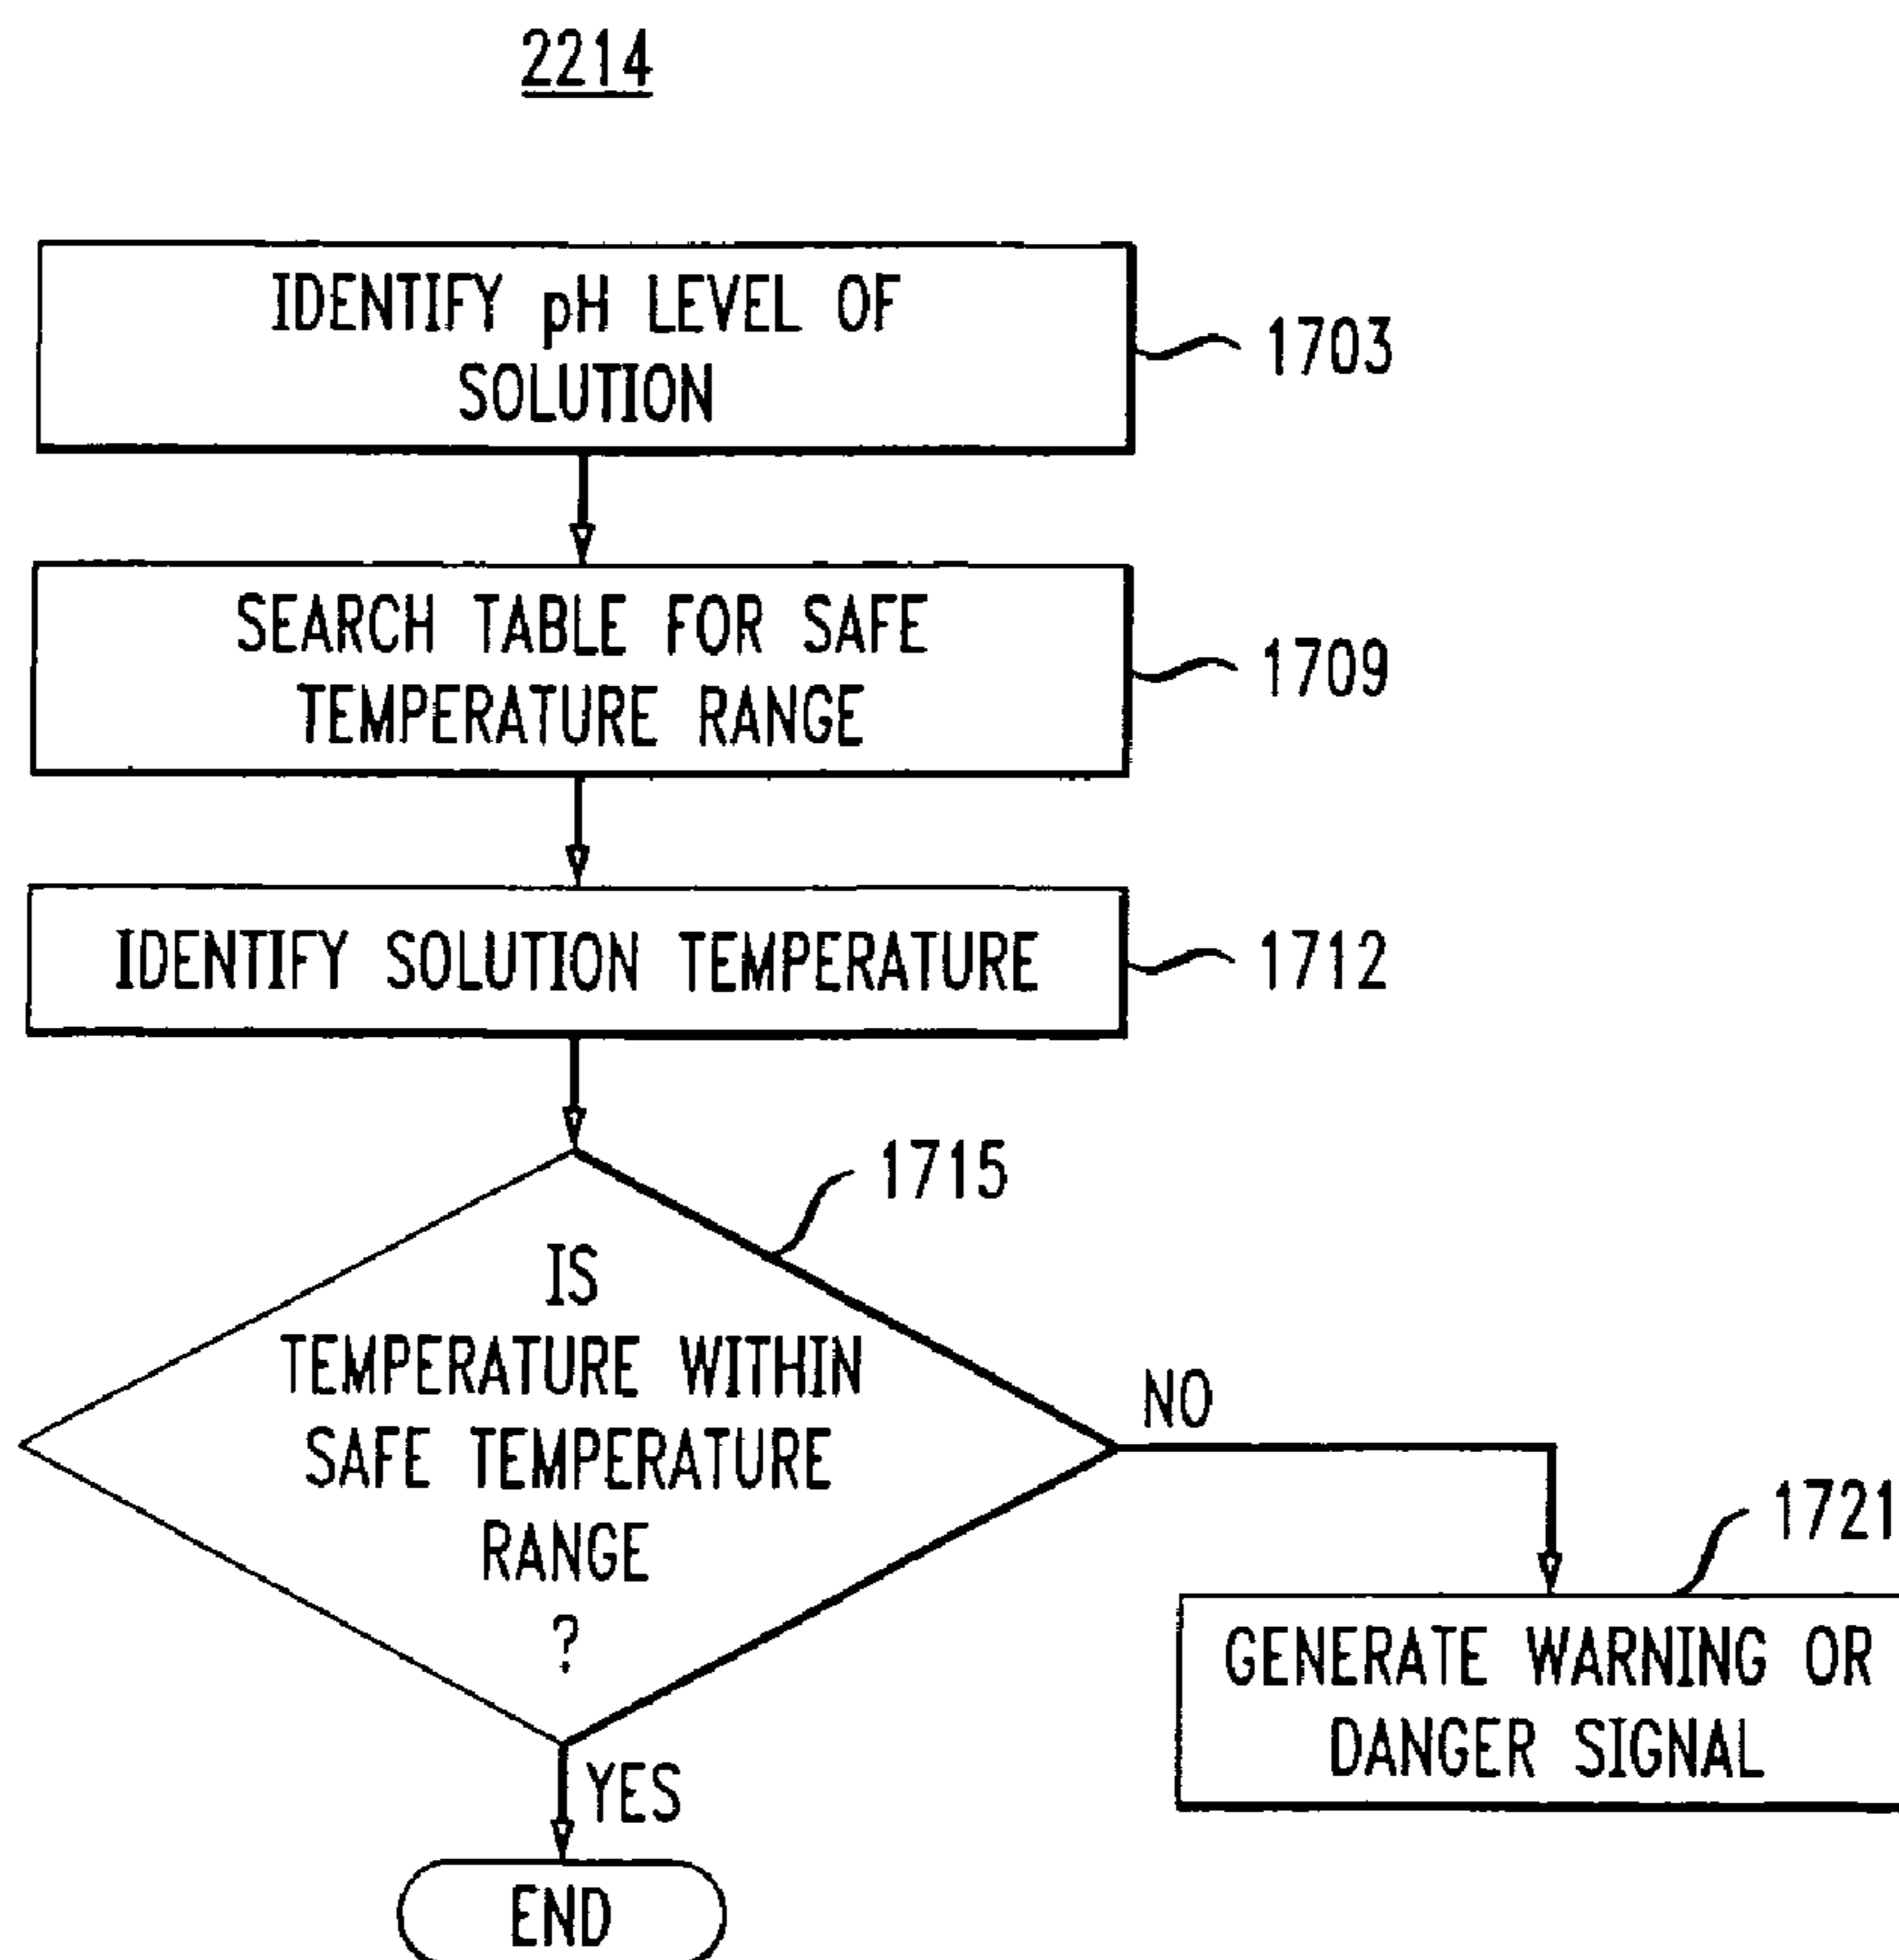 2214
IDENTIFY pH LEVEL OF
SOLUTION
1703
SEARCH TABLE FOR SAFE
TEMPERATURE RANGE
1709
IDENTIFY SOLUTION TEMPERATURE
1712
1715
IS
TEMPERATURE WITHIN
SAFE TEMPERATURE
RANGE
?
NO
1721
GENERATE WARNING OR
DANGER SIGNAL
YES
END